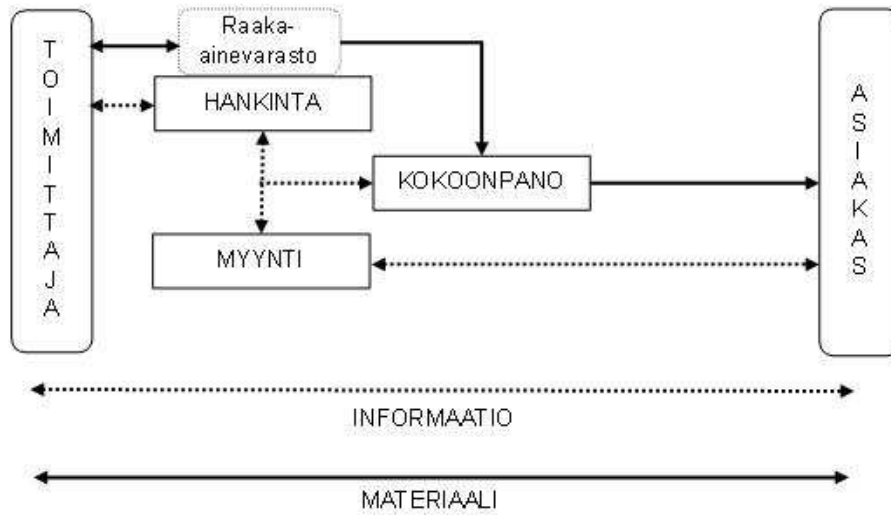 TOIMITTAJA
Raaka-
ainevarasto
HANKINTA
KOKOONPANO
MYYNTI
ASIAKAS
INFORMAATIO
MATERIAALI